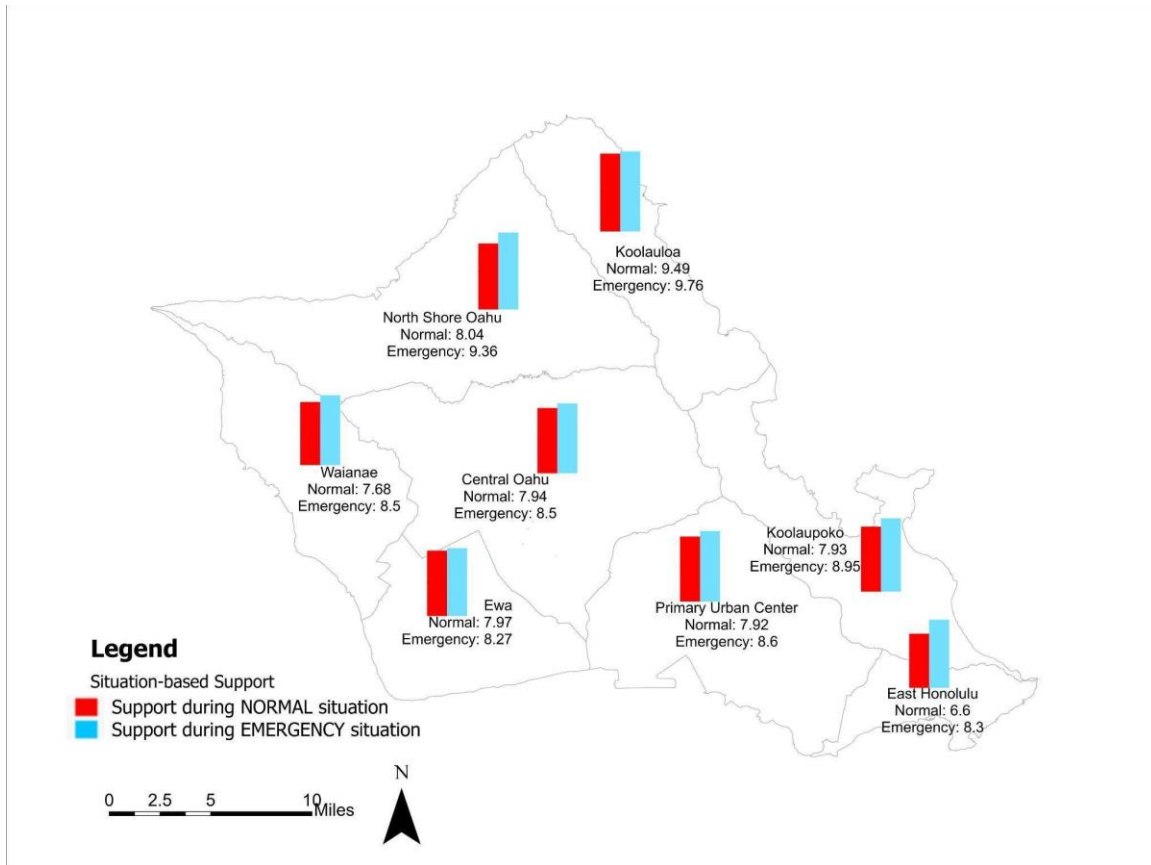 Koolauloa
Normal: 9.49
Emergency: 9.76
North Shore Oahu
Normal: 8.04
Emergency: 9.36
Waianae
Normal: 7.68
Emergency: 8.5
Central Oahu
Normal: 7.94
Emergency: 8.5
Koolaupoko
Normal: 7.93
Emergency: 8.95
Ewa
Normal: 7.97
Emergency: 8.27
Primary Urban Center
Normal: 7.92
Emergency: 8.6
East Honolulu
Normal: 6.6
Emergency: 8.3
Legend
Situation-based Support
Support during NORMAL situation
Support during EMERGENCY situation
N
0 2.5 5 10 Miles